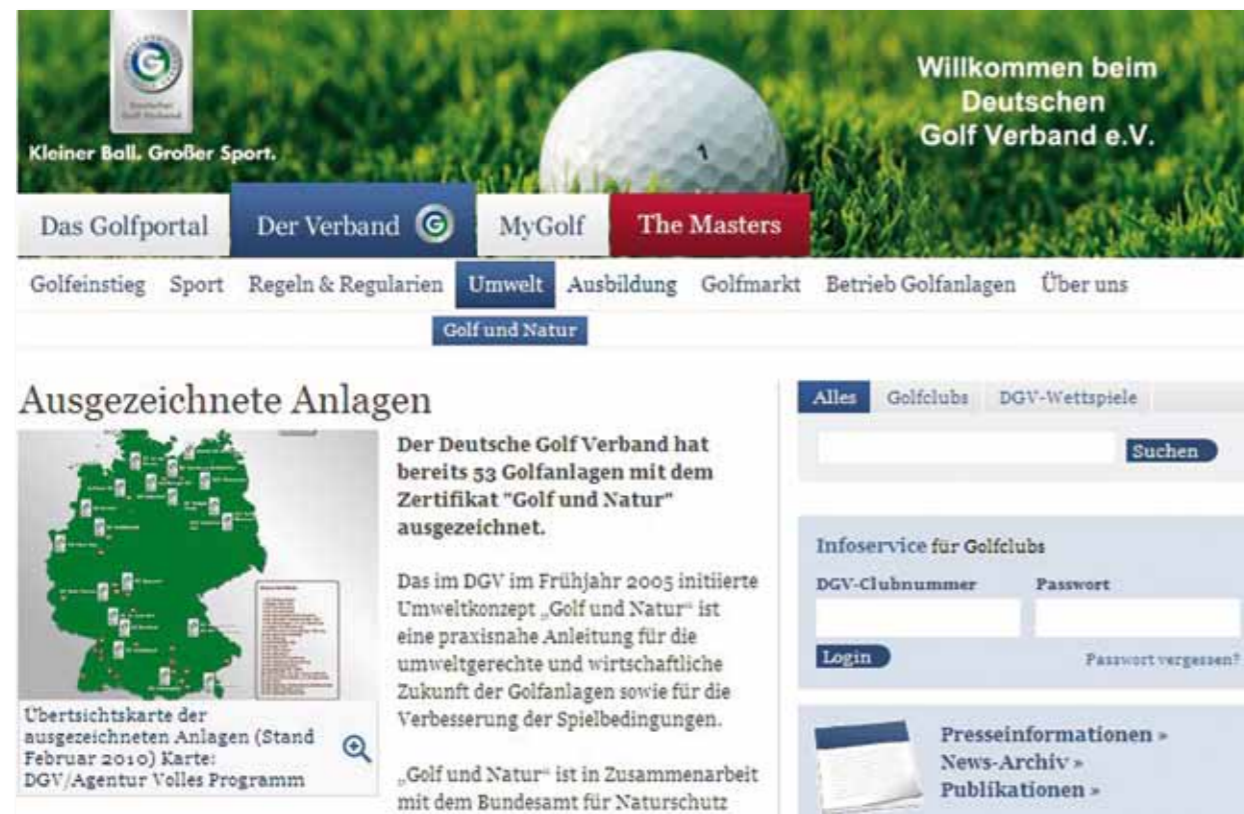 Deutscher
Golf Verband
Kleiner Ball. Großer Sport.
Willkommen beim
Deutschen
Golf Verband e.V.
1
Das Golfportal
Der Verband G
MyGolf
The Masters
Golfeinstieg Sport Regeln & Regularien Umwelt Ausbildung Golfmarkt Betrieb Golfanlagen Über uns
Golf und Natur
Ausgezeichnete Anlagen
Übertsichtskarte der
ausgezeichneten Anlagen (Stand
Februar 2010) Karte:
DGV/Agentur Volles Programm
Der Deutsche Golf Verband hat
bereits 53 Golfanlagen mit dem
Zertifikat "Golf und Natur"
ausgezeichnet.
Das im DGV im Frühjahr 2005 initiierte
Umweltkonzept „Golf und Natur“ ist
eine praxisnahe Anleitung für die
umweltgerechte und wirtschaftliche
Zukunft der Golfanlagen sowie für die
Verbesserung der Spielbedingungen.
„Golf und Natur“ ist in Zusammenarbeit
mit dem Bundesamt für Naturschutz
Alles Golfclubs DGV-Wettspiele
Suchen
Infoservice für Golfclubs
DGV-Clubnummer Passwort
Login Passwort vergessen?
Presseinformationen »
News-Archiv »
Publikationen »